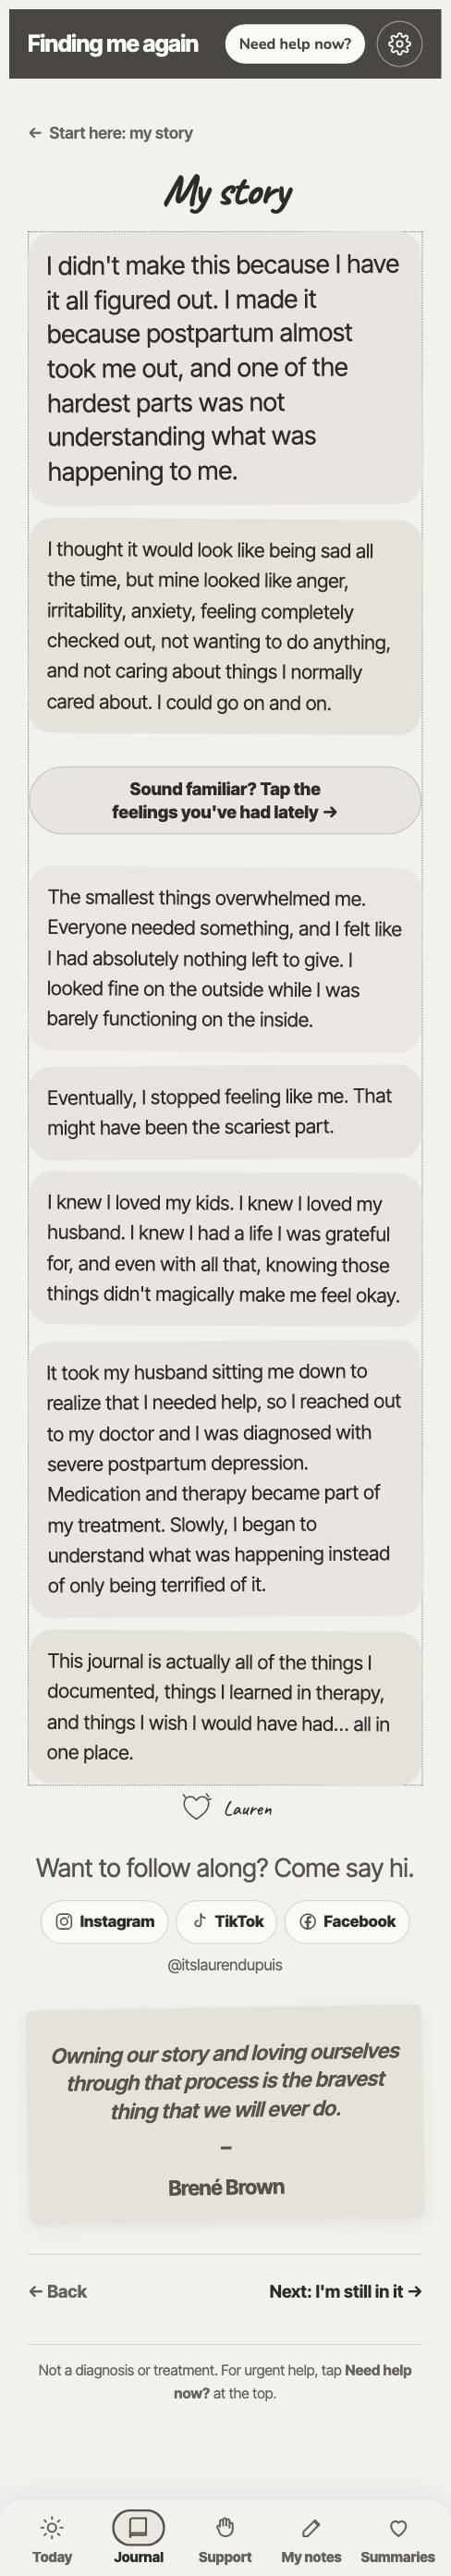 Finding me again
Need help now?
← Start here: my story
My story
I didn't make this because I have
it all figured out. I made it
because postpartum almost
took me out, and one of the
hardest parts was not
understanding what was
happening to me.
I thought it would look like being sad all
the time, but mine looked like anger,
irritability, anxiety, feeling completely
checked out, not wanting to do anything,
and not caring about things I normally
cared about. I could go on and on.
Sound familiar? Tap the
feelings you've had lately →
The smallest things overwhelmed me.
Everyone needed something, and I felt like
I had absolutely nothing left to give. I
looked fine on the outside while I was
barely functioning on the inside.
Eventually, I stopped feeling like me. That
might have been the scariest part.
I knew I loved my kids. I knew I loved my
husband. I knew I had a life I was grateful
for, and even with all that, knowing those
things didn't magically make me feel okay.
It took my husband sitting me down to
realize that I needed help, so I reached out
to my doctor and I was diagnosed with
severe postpartum depression.
Medication and therapy became part of
my treatment. Slowly, I began to
understand what was happening instead
of only being terrified of it.
This journal is actually all of the things I
documented, things I learned in therapy,
and things I wish I would have had... all in
one place.
Lauren
Want to follow along? Come say hi.
Instagram
TikTok
Facebook
@itslaurendupuis
Owning our story and loving ourselves
through that process is the bravest
thing that we will ever do.
–
Brené Brown
← Back
Next: I'm still in it →
Not a diagnosis or treatment. For urgent help, tap Need help
now? at the top.
Today
Journal
Support
My notes
Summaries